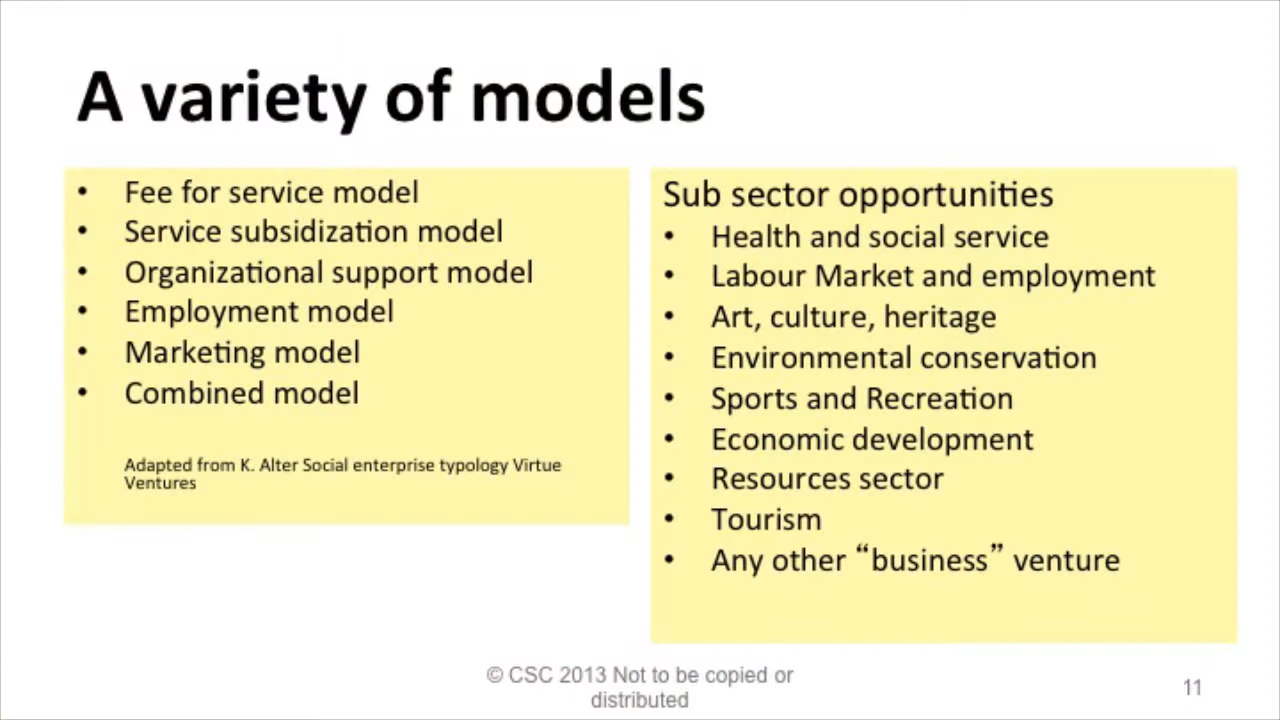 A variety of models
• Fee for service model
• Service subsidization model
• Organizational support model
• Employment model
• Marketing model
• Combined model
Adapted from K. Alter Social enterprise typology Virtue
Ventures
Sub sector opportunities
• Health and social service
• Labour Market and employment
• Art, culture, heritage
• Environmental conservation
• Sports and Recreation
• Economic development
• Resources sector
• Tourism
• Any other “business” venture
© CSC 2013 Not to be copied or
distributed
11